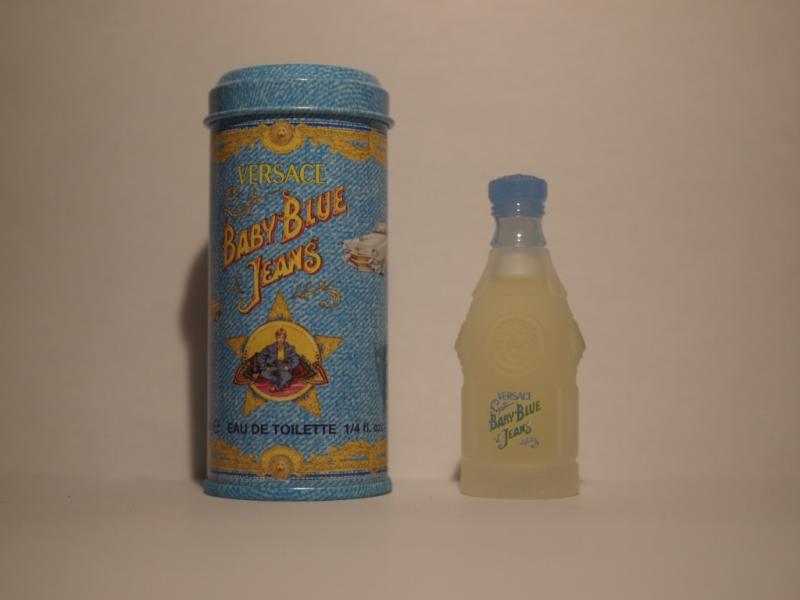 VERSACE
BABY BLUE
JEANS
EAU DE TOILETTE 1/4 fl. oz.
VERSACE
BABY BLUE
JEANS